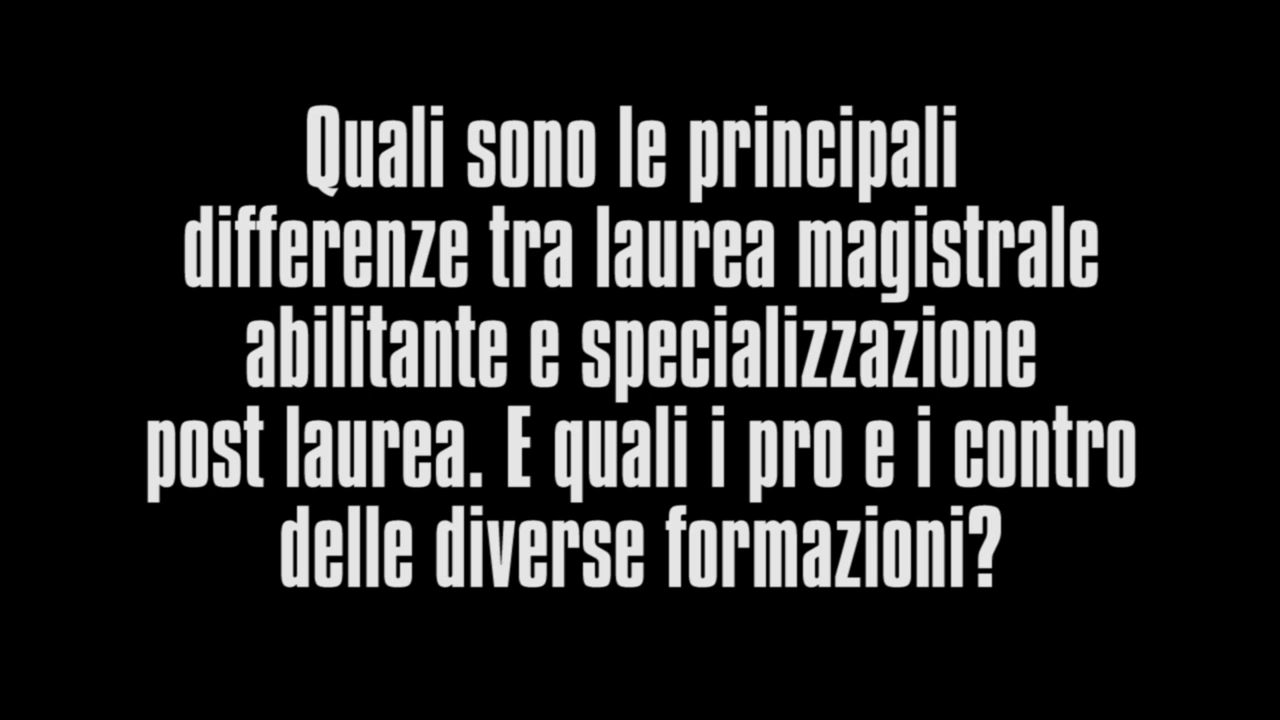 Quali sono le principali
differenze tra laurea magistrale
abilitante e specializzazione
post laurea. E quali i pro e i contro
delle diverse formazioni?